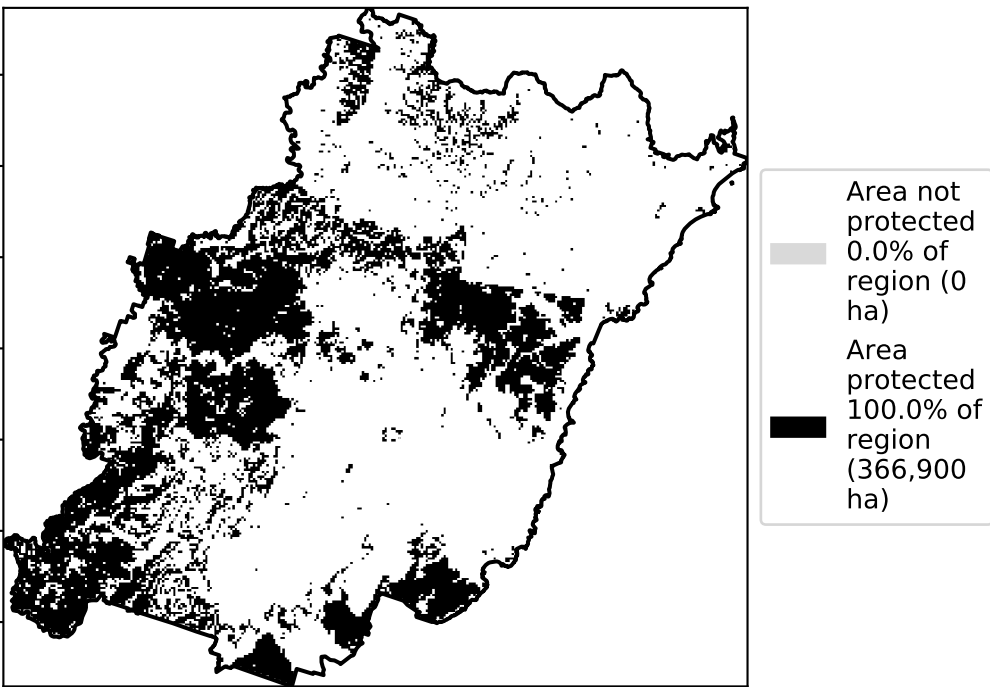 Area not
protected
0.0% of
region (0
ha)
Area
protected
100.0% of
region
(366,900
ha)